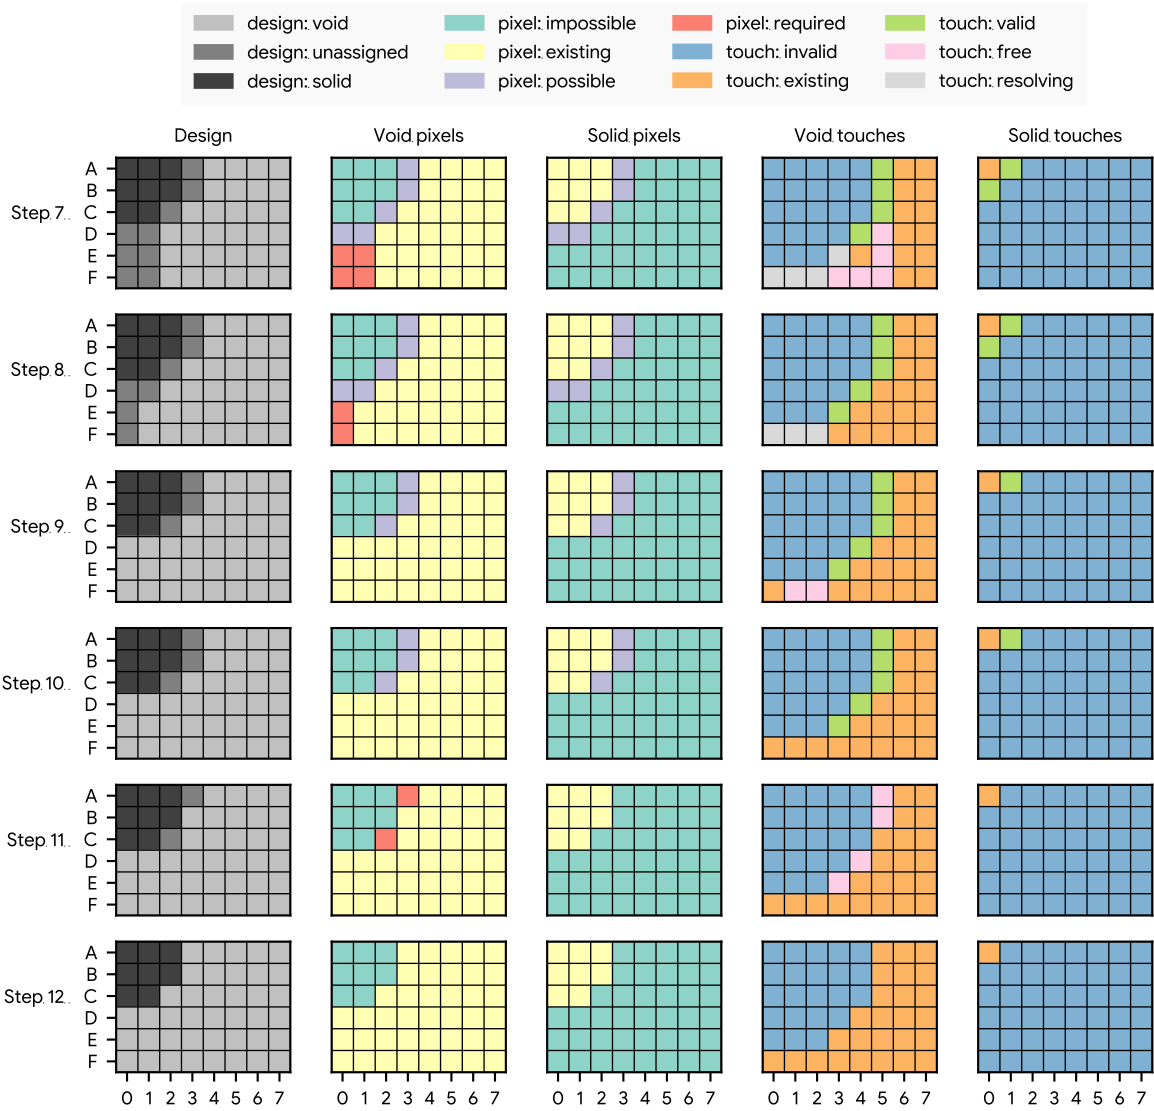 design: void pixel: impossible pixel: required touch: valid
design: unassigned pixel: existing touch: invalid touch: free
design: solid pixel: possible touch: existing touch: resolving
Design Void pixels Solid pixels Void touches Solid touches
A
B
Step 7 C
D
E
F
A
B
Step 8 C
D
E
F
A
B
Step 9 C
D
E
F
A
B
Step 10 C
D
E
F
A
B
Step 11 C
D
E
F
A
B
Step 12 C
D
E
F
0 1 2 3 4 5 6 7 0 1 2 3 4 5 6 7 0 1 2 3 4 5 6 7 0 1 2 3 4 5 6 7 0 1 2 3 4 5 6 7